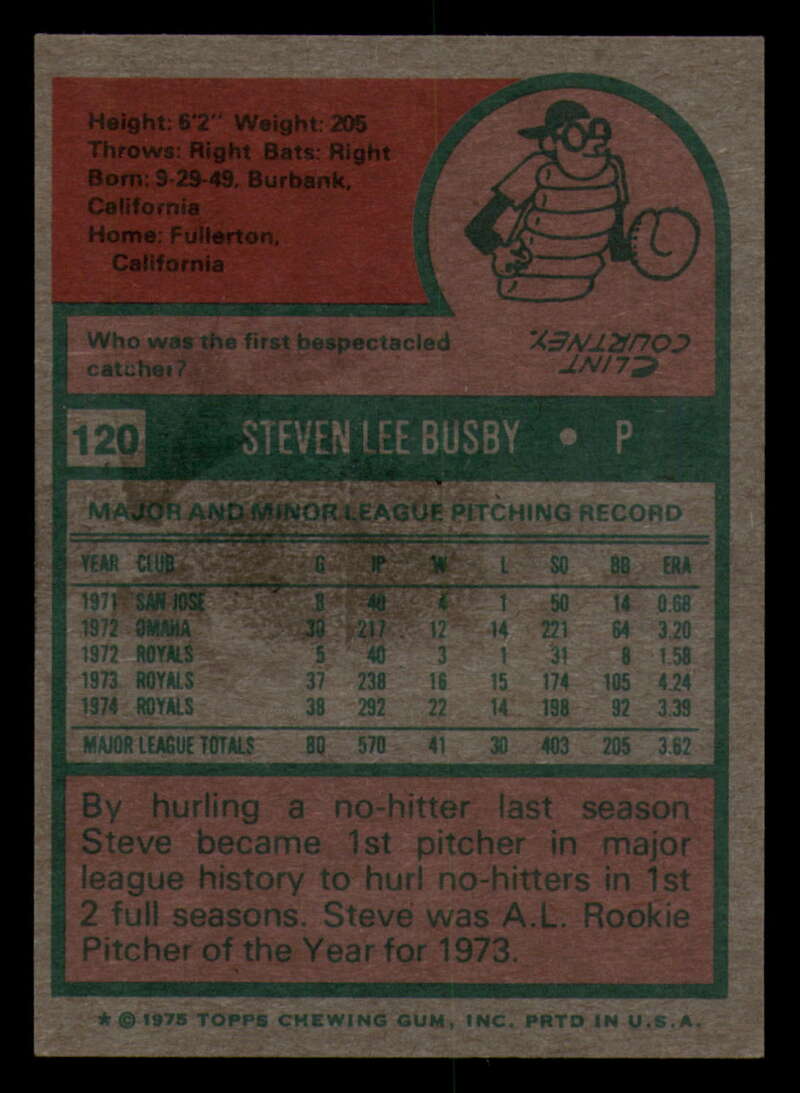 Height: 6'2" Weight: 205
Throws: Right Bats: Right
Born: 9-29-49, Burbank,
California
Home: Fullerton,
California
Who was the first bespectacled
catcher?
CLINT
COURTNEY.
120 STEVEN LEE BUSBY • P
MAJOR AND MINOR LEAGUE PITCHING RECORD
YEAR CLUB G IP W L SO BB ERA
1971 SAN JOSE 8 40 4 1 50 14 0.68
1972 OMAHA 30 217 12 14 221 64 3.20
1972 ROYALS 5 40 3 1 31 8 1.58
1973 ROYALS 37 238 16 15 174 105 4.24
1974 ROYALS 38 292 22 14 198 92 3.39
MAJOR LEAGUE TOTALS 80 570 41 30 403 205 3.62
By hurling a no-hitter last season
Steve became 1st pitcher in major
league history to hurl no-hitters in 1st
2 full seasons. Steve was A.L. Rookie
Pitcher of the Year for 1973.
* © 1975 TOPPS CHEWING GUM, INC. PRTD IN U.S.A.